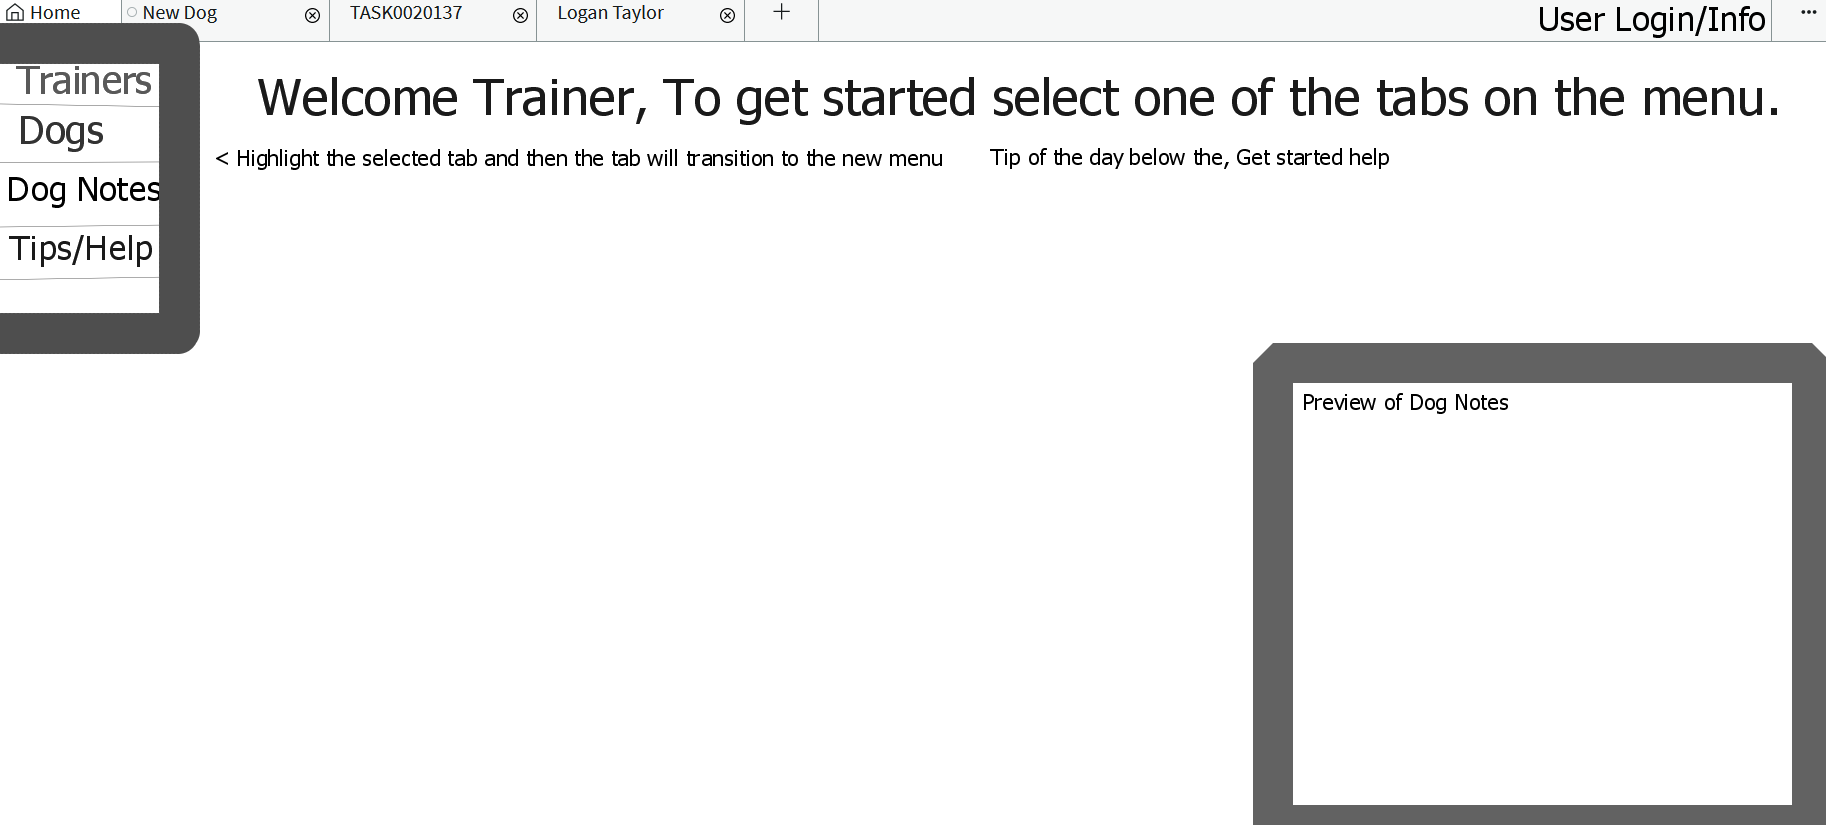 Home
New Dog
TASK0020137
Logan Taylor
User Login/Info
Trainers
Dogs
Dog Notes
Tips/Help
Welcome Trainer, To get started select one of the tabs on the menu.
< Highlight the selected tab and then the tab will transition to the new menu
Tip of the day below the, Get started help
Preview of Dog Notes